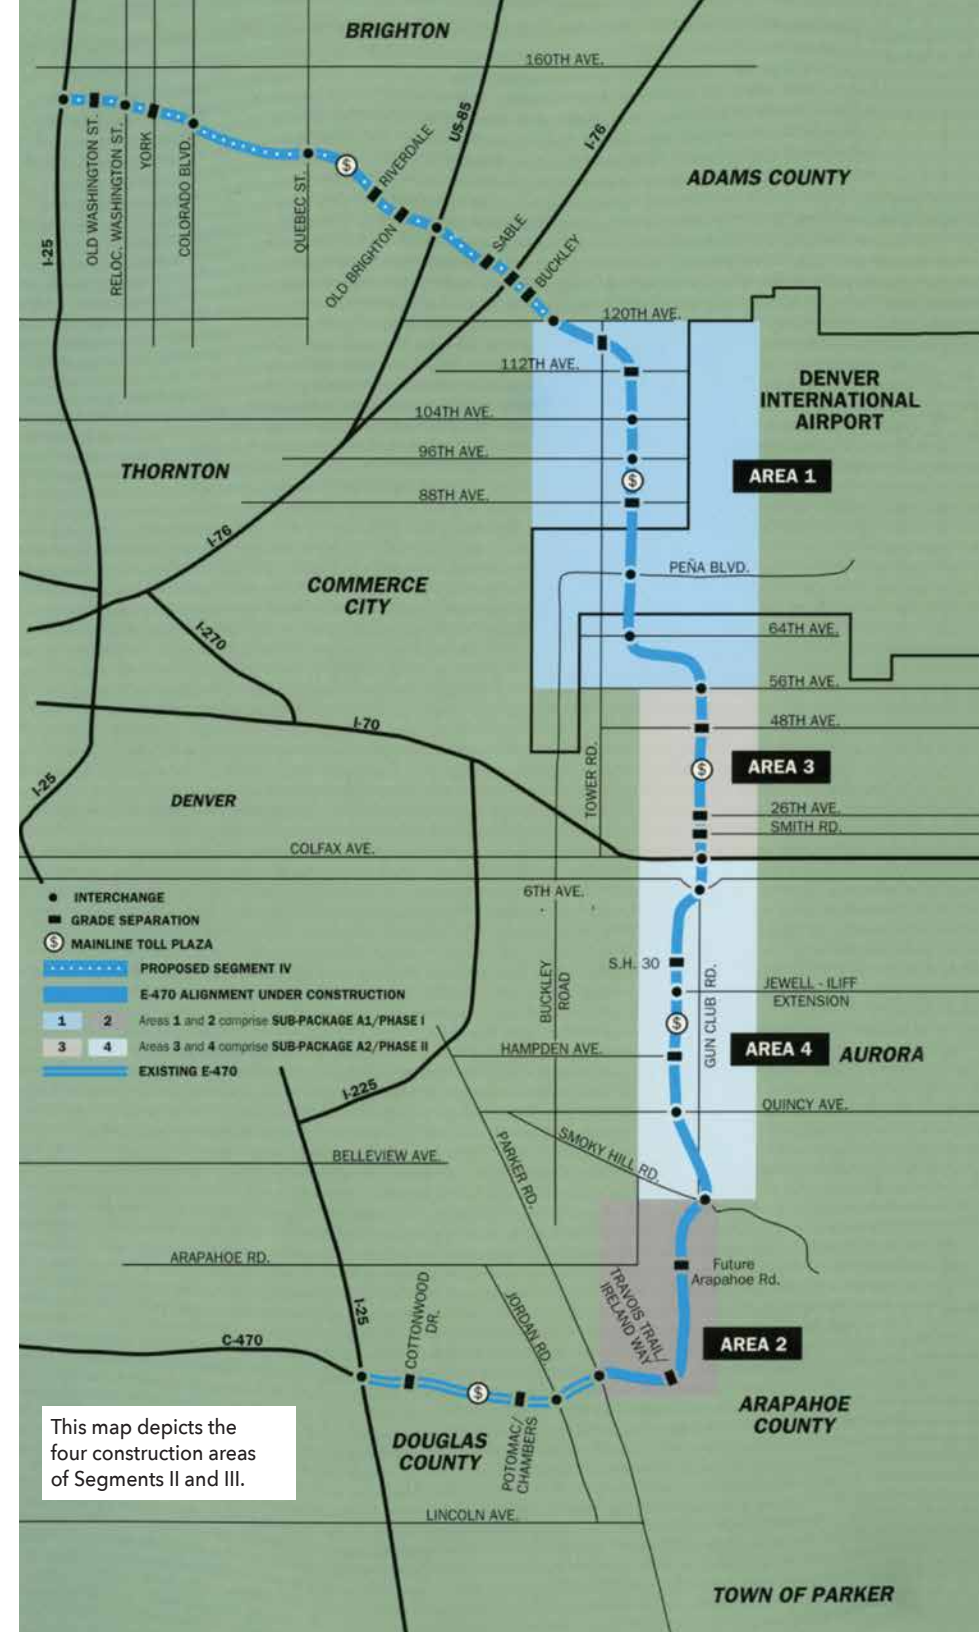 BRIGHTON
160TH AVE.
US-85
I-76
ADAMS COUNTY
OLD WASHINGTON ST.
RELOC. WASHINGTON ST.
YORK
COLORADO BLVD.
QUEBEC ST.
$
RIVERDALE
OLD BRIGHTON
SABLE
BUCKLEY
I-25
120TH AVE.
112TH AVE.
DENVER
INTERNATIONAL
AIRPORT
104TH AVE.
96TH AVE.
THORNTON
$
AREA 1
88TH AVE.
I-76
PEÑA BLVD.
COMMERCE
CITY
I-270
64TH AVE.
56TH AVE.
I-70
48TH AVE.
TOWER RD.
$
AREA 3
I-25
DENVER
26TH AVE.
SMITH RD.
COLFAX AVE.
6TH AVE.
INTERCHANGE
GRADE SEPARATION
$ MAINLINE TOLL PLAZA
PROPOSED SEGMENT IV
E-470 ALIGNMENT UNDER CONSTRUCTION
1 2 Areas 1 and 2 comprise SUB-PACKAGE A1/PHASE I
3 4 Areas 3 and 4 comprise SUB-PACKAGE A2/PHASE II
EXISTING E-470
S.H. 30
BUCKLEY
ROAD
GUN CLUB RD.
JEWELL - ILIFF
EXTENSION
$
HAMPDEN AVE.
AREA 4
AURORA
I-225
QUINCY AVE.
PARKER RD.
SMOKY HILL RD.
BELLEVIEW AVE.
ARAPAHOE RD.
Future
Arapahoe Rd.
TRAVOIS TRAIL/
IRELAND WAY
I-25
COTTONWOOD
DR.
JORDAN RD.
C-470
AREA 2
$
POTOMAC/
CHAMBERS
ARAPAHOE
COUNTY
DOUGLAS
COUNTY
This map depicts the
four construction areas
of Segments II and III.
LINCOLN AVE.
TOWN OF PARKER